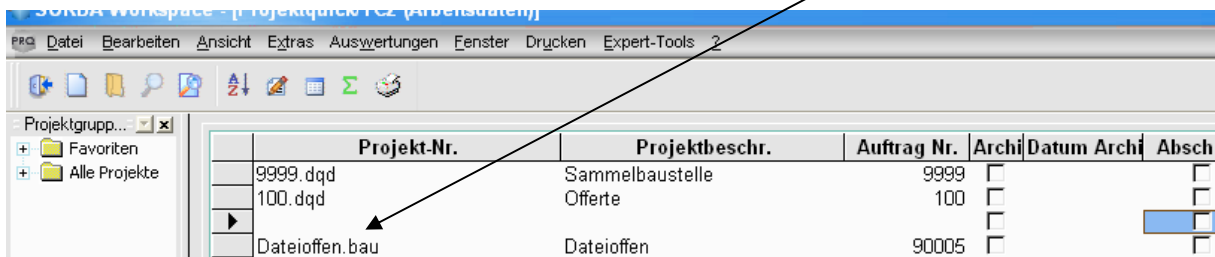 SORBA Workspace - [Projektquick/FC2 (Arbeitsdaten)]
PRQ Datei Bearbeiten Ansicht Extras Auswertungen Fenster Drucken Expert-Tools ?
Projektgrupp...
Favoriten
Alle Projekte
Projekt-Nr. Projektbeschr. Auftrag Nr. Archi Datum Archi Absch
9999.dqd Sammelbaustelle 9999
100.dqd Offerte 100
Dateioffen.bau Dateioffen 90005